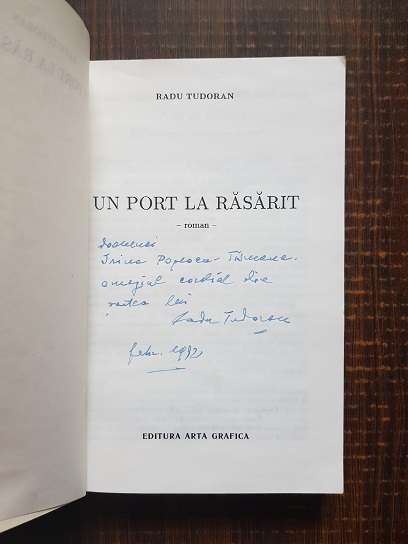 RADU TUDORAN
UN PORT LA RĂSĂRIT
– roman –
Doamnei
Irina Popescu-
omagiul cordial din
partea lui
Radu Tudoran
febr. 1992
EDITURA ARTA GRAFICA